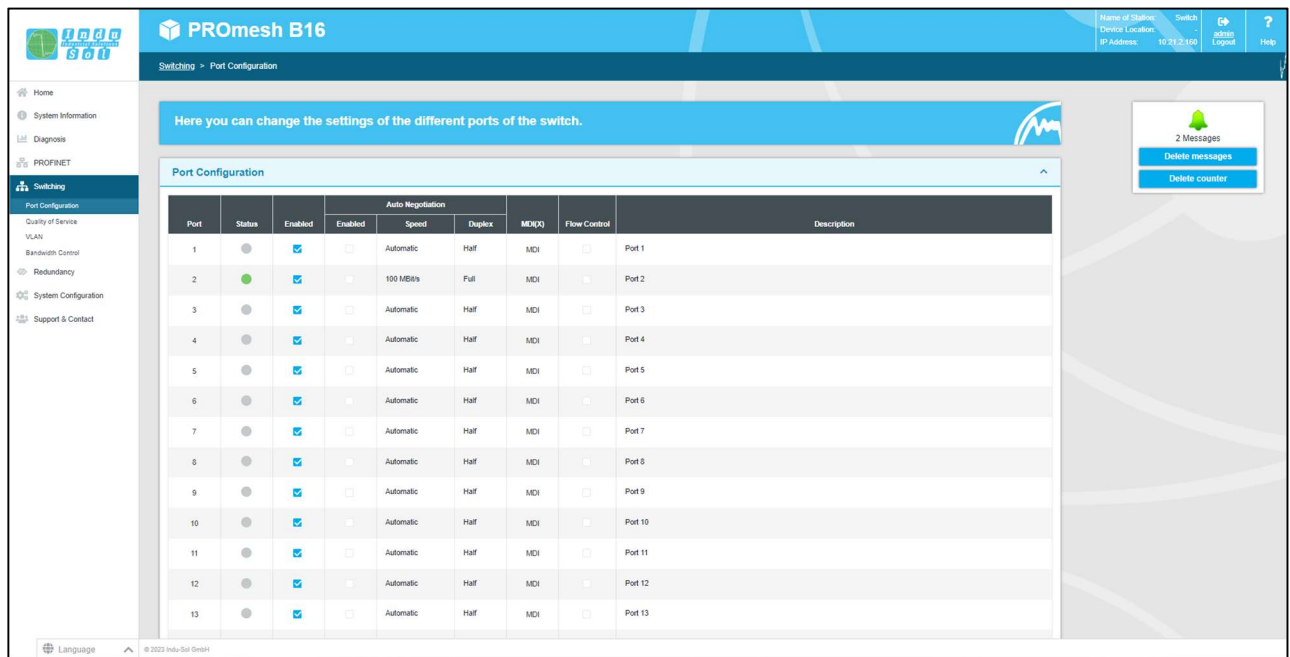 Indu
Industrial Solutions
Sol
PROmesh B16
Name of Station: Switch
Device Location: -
IP Address: 10.21.2.160
admin
Logout
?
Help
Switching > Port Configuration
Home
System Information
Diagnosis
PROFINET
Switching
Port Configuration
Quality of Service
VLAN
Bandwidth Control
Redundancy
System Configuration
Support & Contact
Here you can change the settings of the different ports of the switch.
2 Messages
Delete messages
Delete counter
Port Configuration
Auto Negotiation
Port Status Enabled Enabled Speed Duplex MDI(X) Flow Control Description
1 Automatic Half MDI Port 1
2 100 MBit/s Full MDI Port 2
3 Automatic Half MDI Port 3
4 Automatic Half MDI Port 4
5 Automatic Half MDI Port 5
6 Automatic Half MDI Port 6
7 Automatic Half MDI Port 7
8 Automatic Half MDI Port 8
9 Automatic Half MDI Port 9
10 Automatic Half MDI Port 10
11 Automatic Half MDI Port 11
12 Automatic Half MDI Port 12
13 Automatic Half MDI Port 13
Language
© 2023 Indu-Sol GmbH